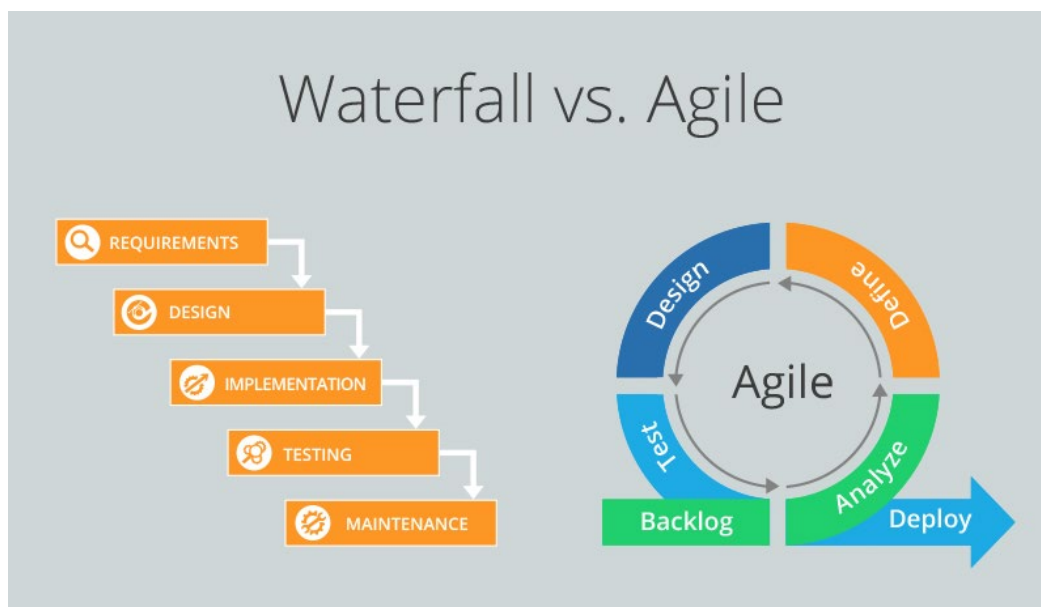 Waterfall vs. Agile
REQUIREMENTS
DESIGN
IMPLEMENTATION
TESTING
MAINTENANCE
Design
Define
Agile
Test
Analyze
Backlog
Deploy